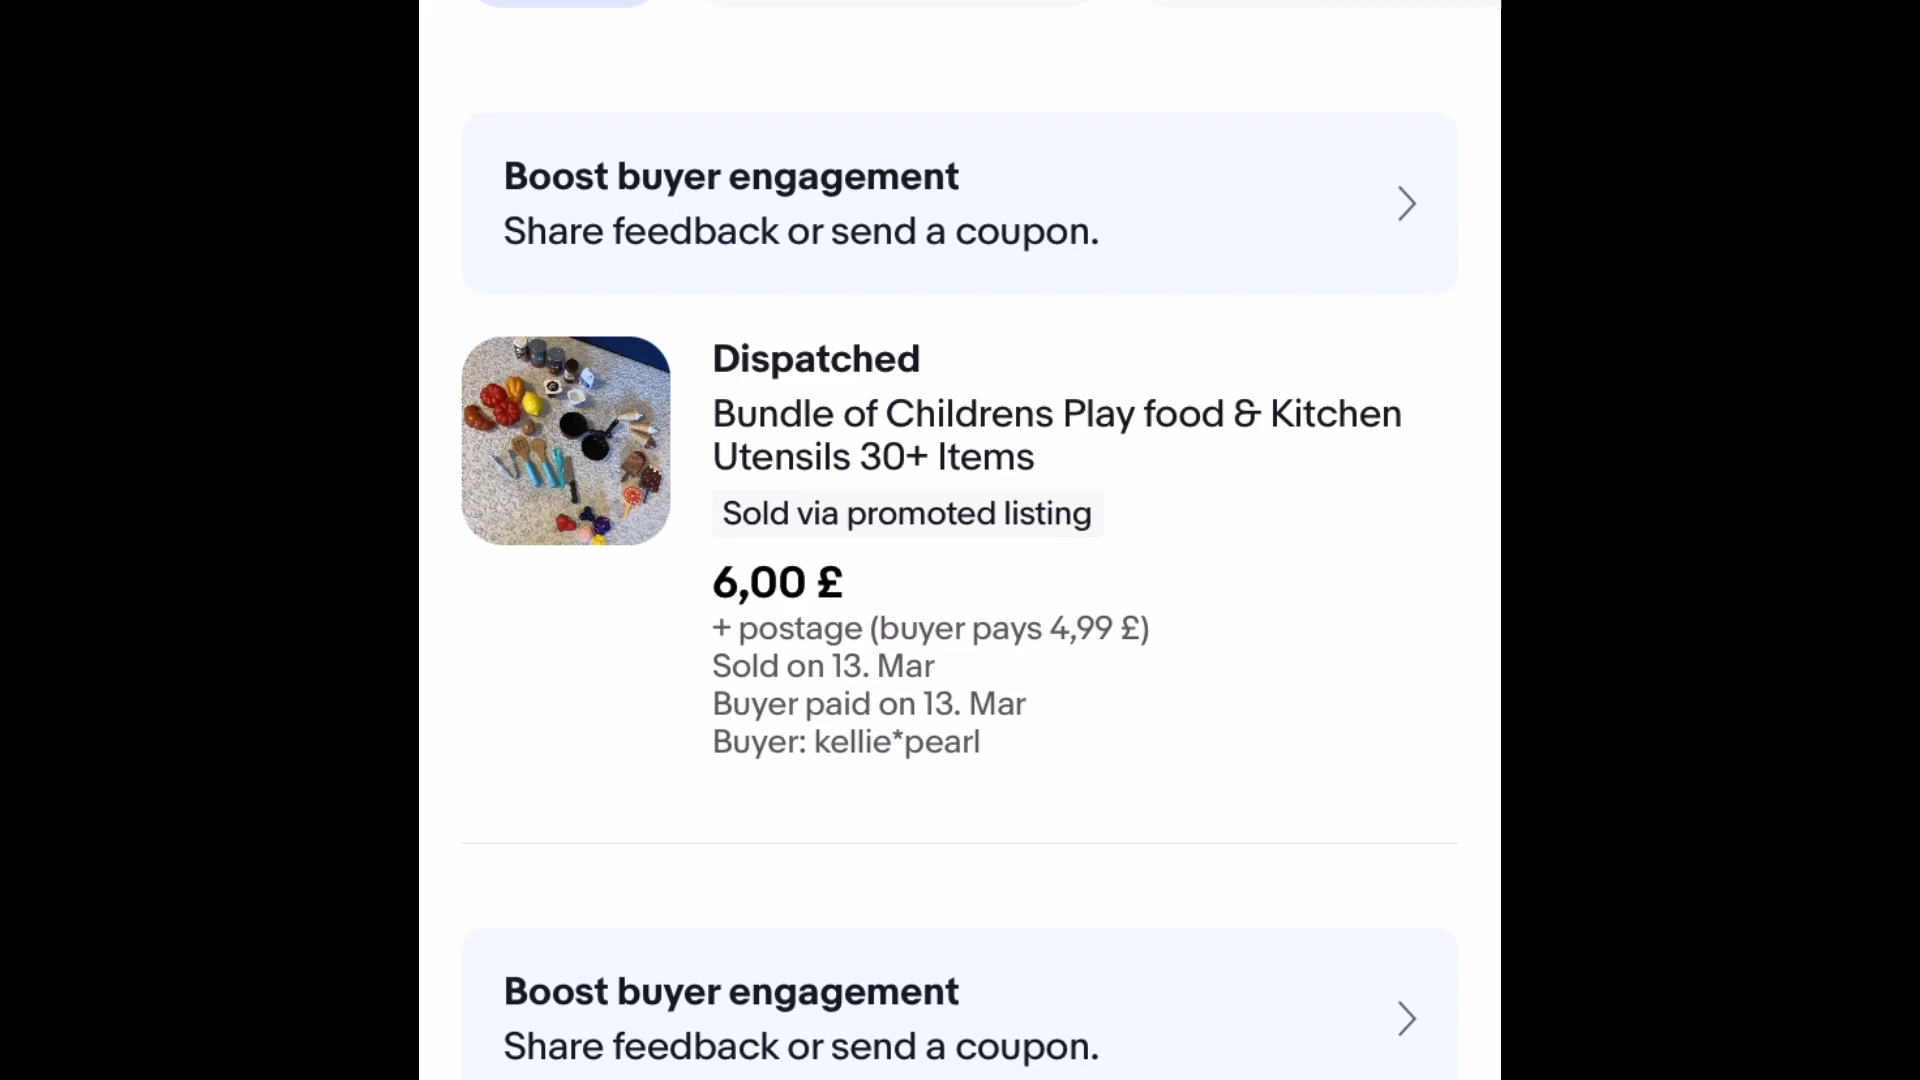 Boost buyer engagement
Share feedback or send a coupon.
Dispatched
Bundle of Childrens Play food & Kitchen
Utensils 30+ Items
Sold via promoted listing
6,00 £
+ postage (buyer pays 4,99 £)
Sold on 13. Mar
Buyer paid on 13. Mar
Buyer: kellie*pearl
Boost buyer engagement
Share feedback or send a coupon.